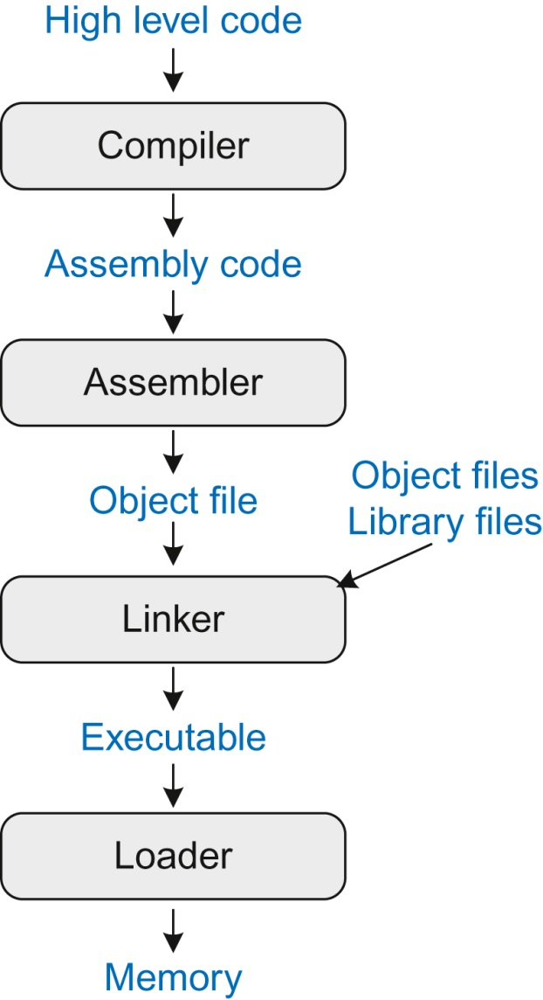 High level code
Compiler
Assembly code
Assembler
Object file
Object files
Library files
Linker
Executable
Loader
Memory